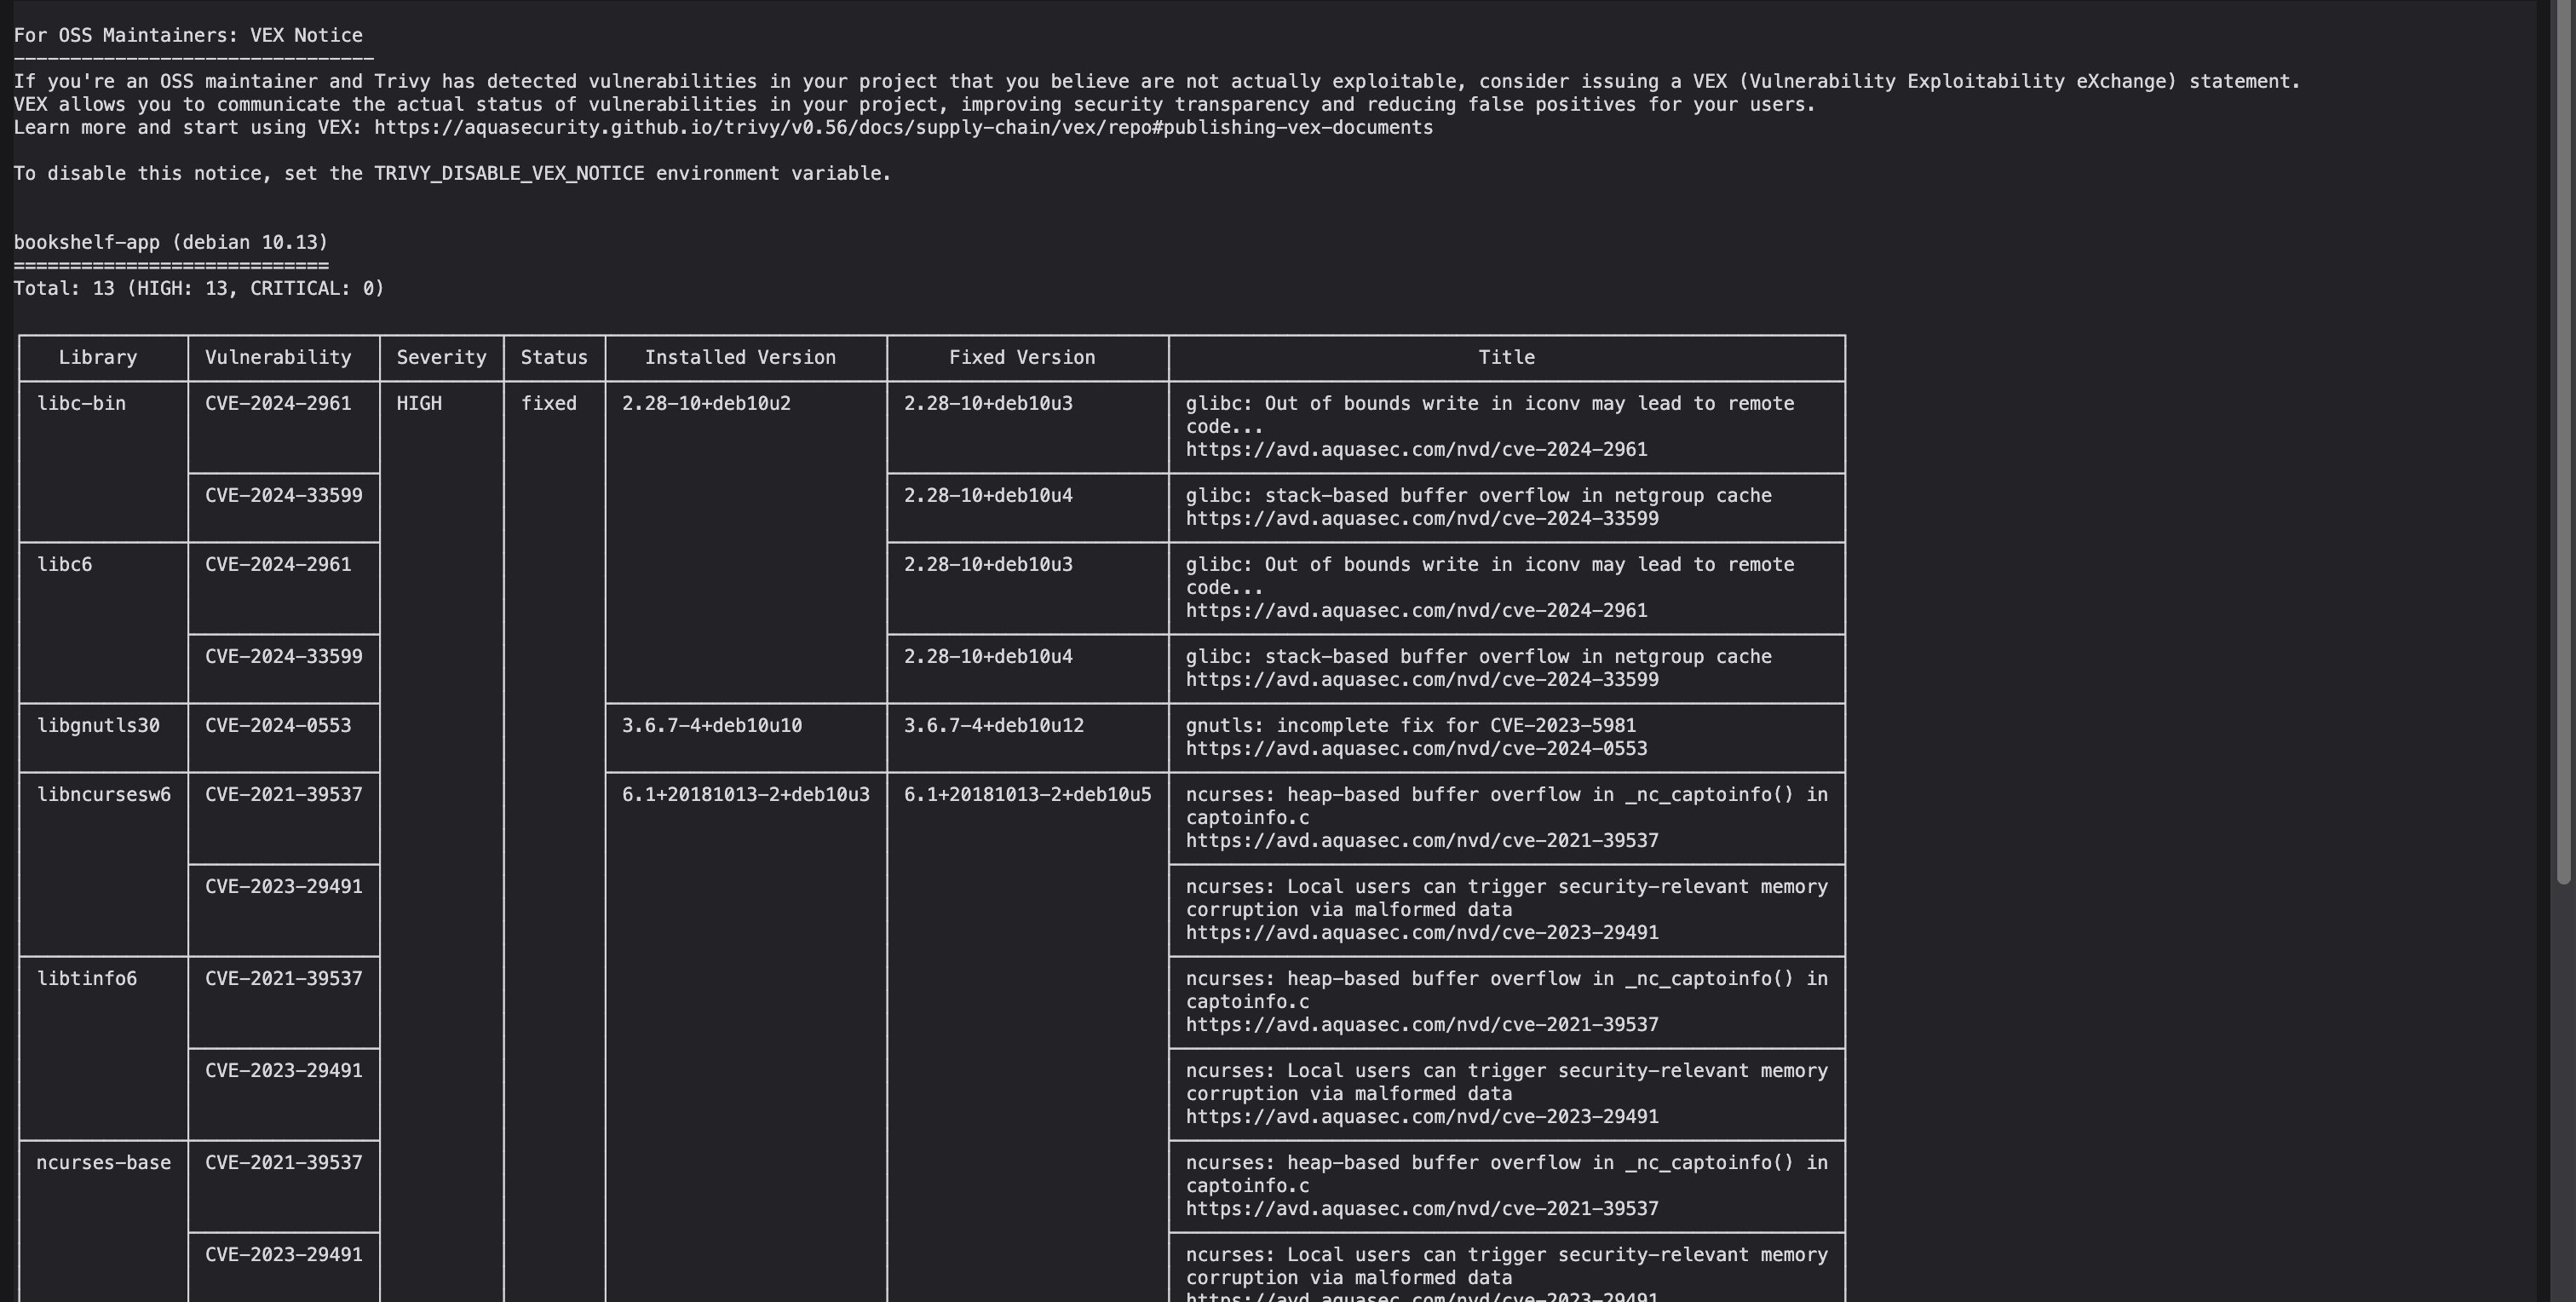 For OSS Maintainers: VEX Notice
--------------------------------
If you're an OSS maintainer and Trivy has detected vulnerabilities in your project that you believe are not actually exploitable, consider issuing a VEX (Vulnerability Exploitability eXchange) statement.
VEX allows you to communicate the actual status of vulnerabilities in your project, improving security transparency and reducing false positives for your users.
Learn more and start using VEX: https://aquasecurity.github.io/trivy/v0.56/docs/supply-chain/vex/repo#publishing-vex-documents
To disable this notice, set the TRIVY_DISABLE_VEX_NOTICE environment variable.
bookshelf-app (debian 10.13)
============================
Total: 13 (HIGH: 13, CRITICAL: 0)
Library Vulnerability Severity Status Installed Version Fixed Version Title
libc-bin CVE-2024-2961 HIGH fixed 2.28-10+deb10u2 2.28-10+deb10u3 glibc: Out of bounds write in iconv may lead to remote
code...
https://avd.aquasec.com/nvd/cve-2024-2961
CVE-2024-33599 2.28-10+deb10u4 glibc: stack-based buffer overflow in netgroup cache
https://avd.aquasec.com/nvd/cve-2024-33599
libc6 CVE-2024-2961 2.28-10+deb10u3 glibc: Out of bounds write in iconv may lead to remote
code...
https://avd.aquasec.com/nvd/cve-2024-2961
CVE-2024-33599 2.28-10+deb10u4 glibc: stack-based buffer overflow in netgroup cache
https://avd.aquasec.com/nvd/cve-2024-33599
libgnutls30 CVE-2024-0553 3.6.7-4+deb10u10 3.6.7-4+deb10u12 gnutls: incomplete fix for CVE-2023-5981
https://avd.aquasec.com/nvd/cve-2024-0553
libncursesw6 CVE-2021-39537 6.1+20181013-2+deb10u3 6.1+20181013-2+deb10u5 ncurses: heap-based buffer overflow in _nc_captoinfo() in
captoinfo.c
https://avd.aquasec.com/nvd/cve-2021-39537
CVE-2023-29491 ncurses: Local users can trigger security-relevant memory
corruption via malformed data
https://avd.aquasec.com/nvd/cve-2023-29491
libtinfo6 CVE-2021-39537 ncurses: heap-based buffer overflow in _nc_captoinfo() in
captoinfo.c
https://avd.aquasec.com/nvd/cve-2021-39537
CVE-2023-29491 ncurses: Local users can trigger security-relevant memory
corruption via malformed data
https://avd.aquasec.com/nvd/cve-2023-29491
ncurses-base CVE-2021-39537 ncurses: heap-based buffer overflow in _nc_captoinfo() in
captoinfo.c
https://avd.aquasec.com/nvd/cve-2021-39537
CVE-2023-29491 ncurses: Local users can trigger security-relevant memory
corruption via malformed data
https://avd.aquasec.com/nvd/cve-2023-29491